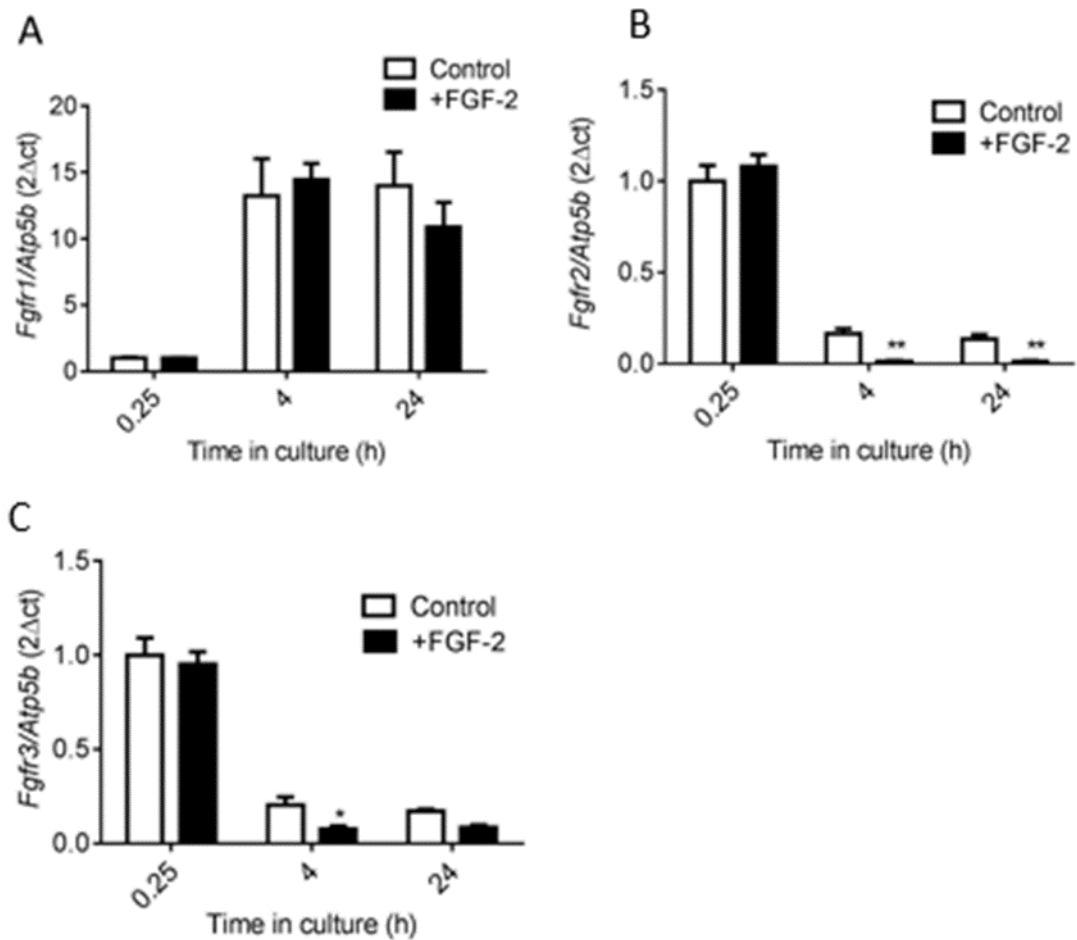 A
Control
+FGF-2
20
15
10
5
0
Fgfr1/Atp5b (2Δct)
0.25
4
24
Time in culture (h)
B
Control
+FGF-2
1.5
1.0
0.5
0.0
Fgfr2/Atp5b (2Δct)
**
**
0.25
4
24
Time in culture (h)
C
Control
+FGF-2
1.5
1.0
0.5
0.0
Fgfr3/Atp5b (2Δct)
*
0.25
4
24
Time in culture (h)